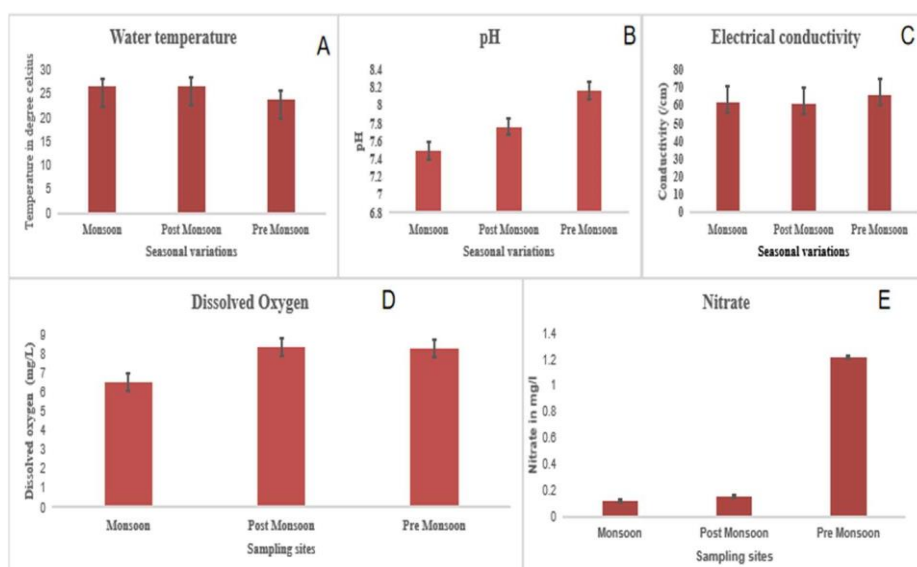 Water temperature
A
Temperature in degree celsius
30
25
20
15
10
5
0
Monsoon
Post Monsoon
Pre Monsoon
Seasonal variations
pH
B
pH
8.4
8.2
8
7.8
7.6
7.4
7.2
7
6.8
Monsoon
Post Monsoon
Pre Monsoon
Seasonal variations
Electrical conductivity
C
Conductivity (/cm)
80
70
60
50
40
30
20
10
0
Monsoon
Post Monsoon
Pre Monsoon
Seasonal variations
Dissolved Oxygen
D
Dissolved oxygen (mg/L)
9
8
7
6
5
4
3
2
1
0
Monsoon
Post Monsoon
Pre Monsoon
Sampling sites
Nitrate
E
Nitrate in mg/l
1.4
1.2
1
0.8
0.6
0.4
0.2
0
Monsoon
Post Monsoon
Pre Monsoon
Sampling sites